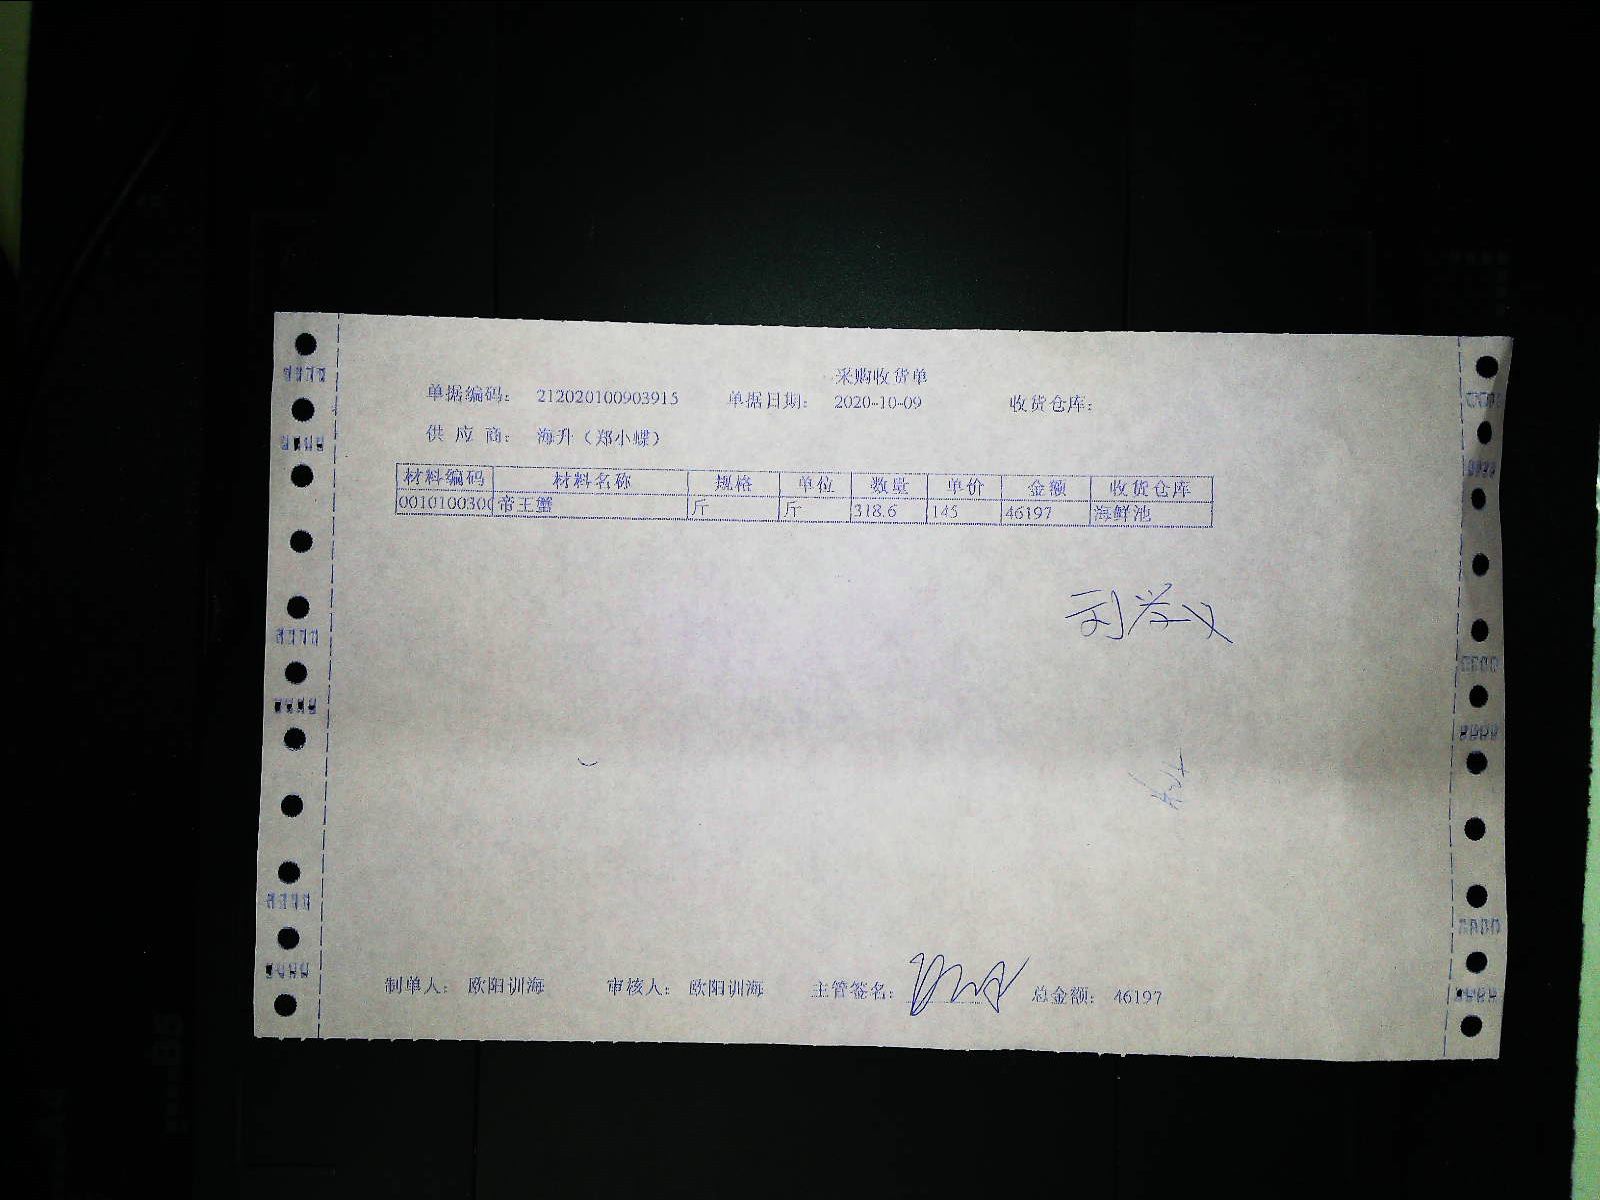 采购收货单
单据编码： 212020100903915 单据日期： 2020-10-09 收货仓库：
供 应 商： 海升（郑小蝶）
材料编码 材料名称 规格 单位 数量 单价 金额 收货仓库
0010100300 帝王蟹 斤 斤 318.6 145 46197 海鲜池
制单人： 欧阳训海 审核人： 欧阳训海 主管签名： 总金额： 46197